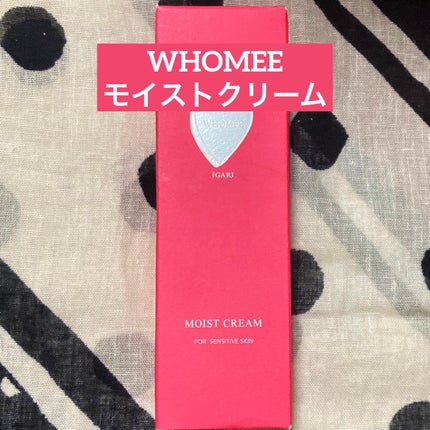 WHOMEE
モイストクリーム
WHOMEE
IGARI
MOIST CREAM
FOR SENSITIVE SKIN